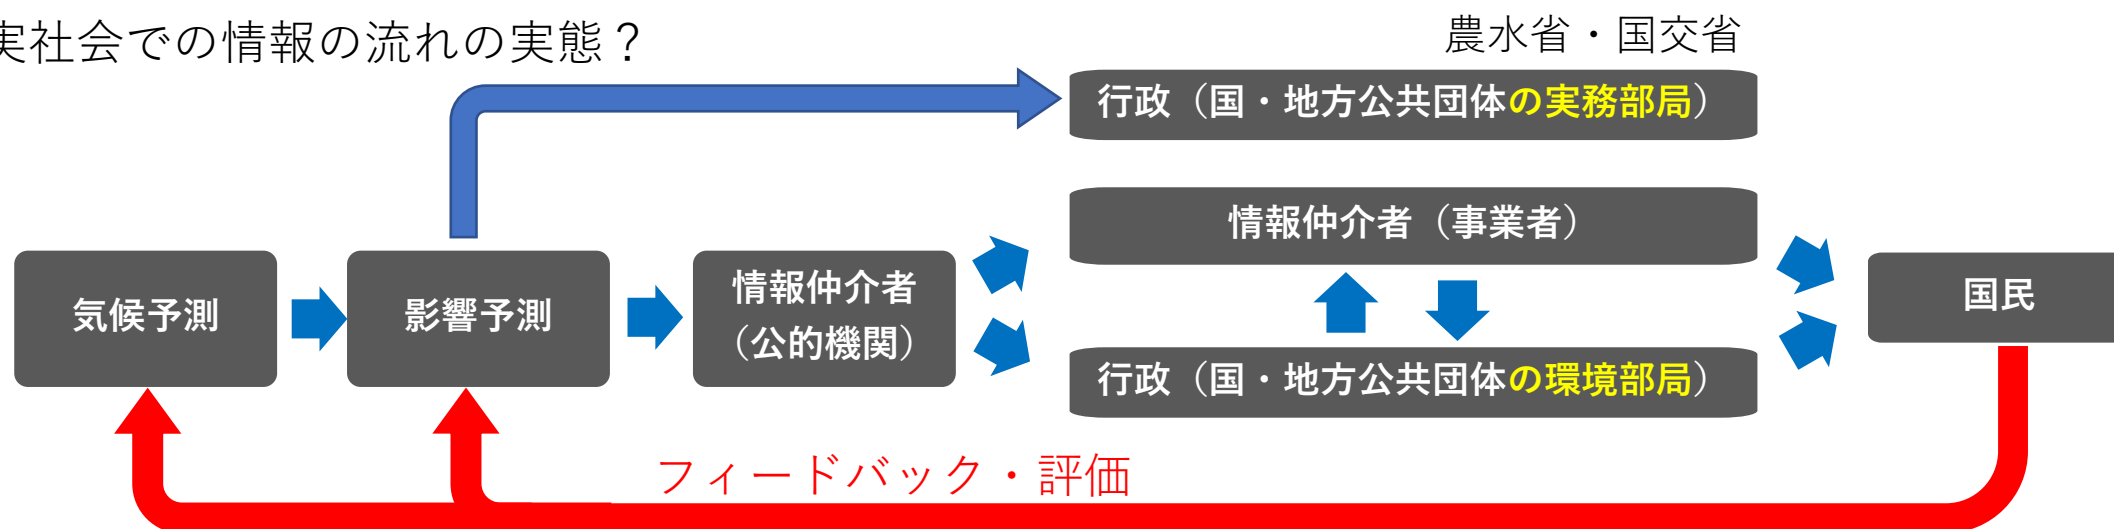 実社会での情報の流れの実態？
農水省・国交省
行政（国・地方公共団体の実務部局）
情報仲介者（事業者）
気候予測
影響予測
情報仲介者
（公的機関）
国民
行政（国・地方公共団体の環境部局）
フィードバック・評価